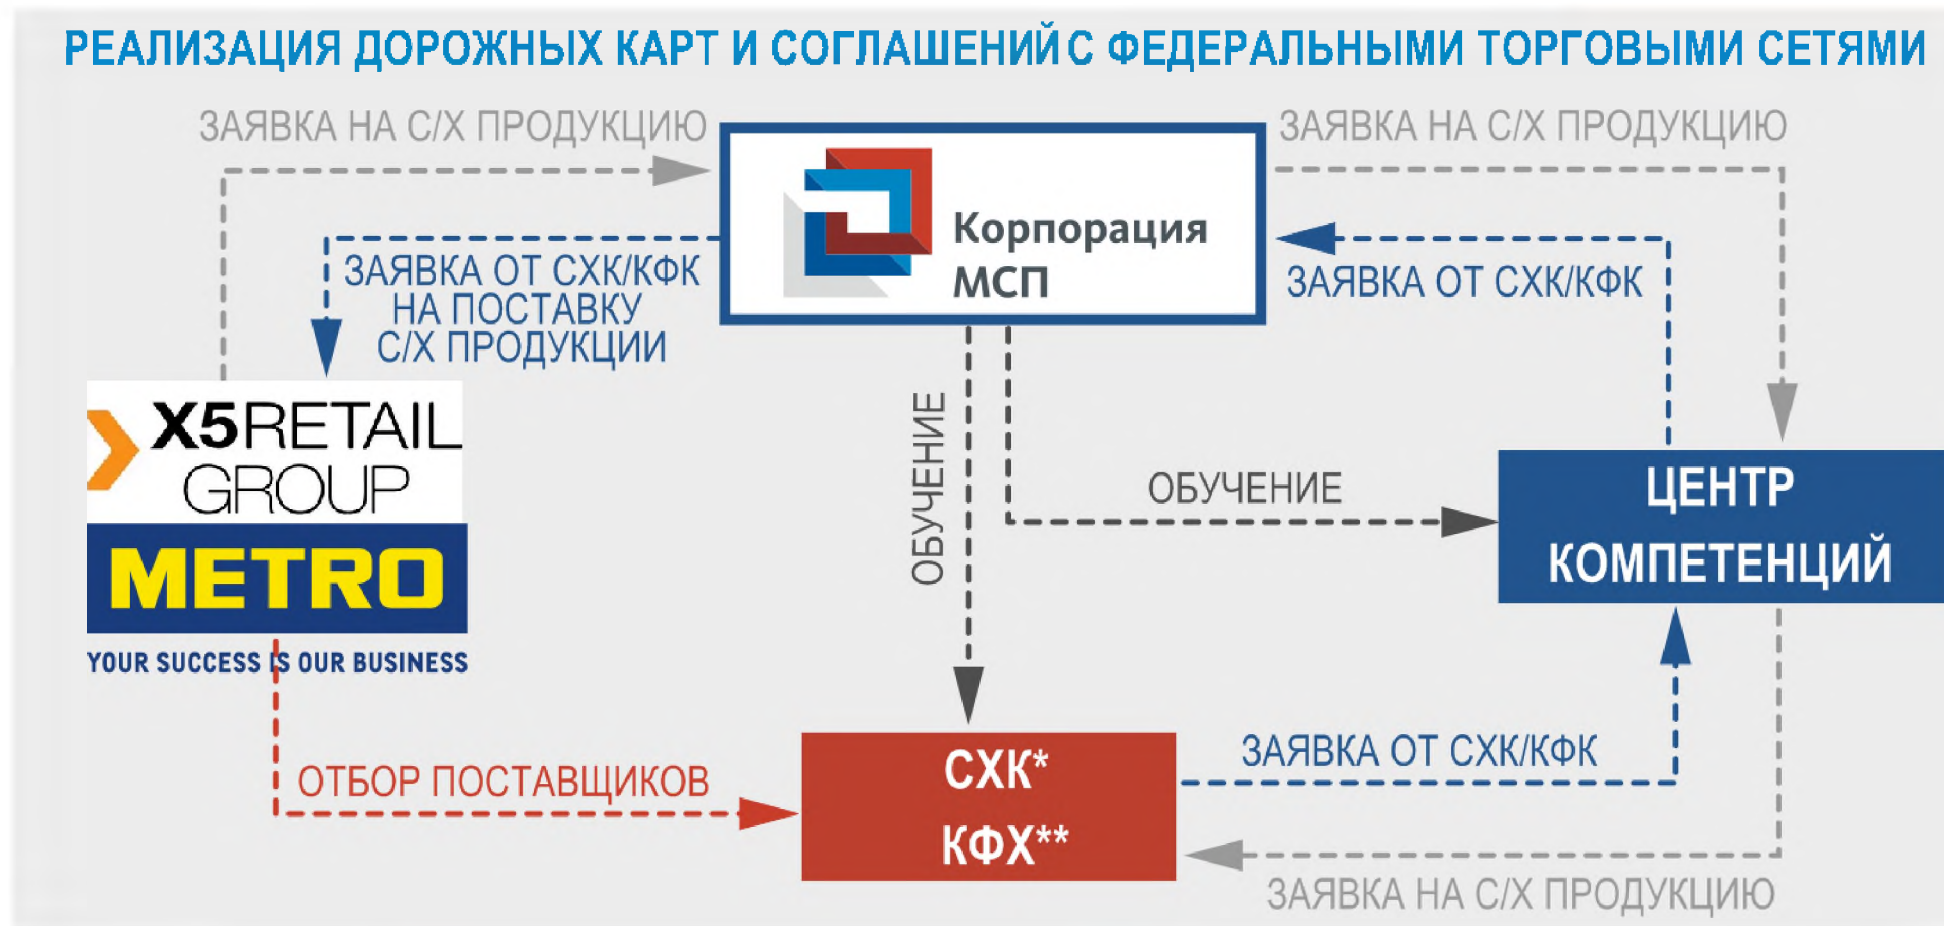 РЕАЛИЗАЦИЯ ДОРОЖНЫХ КАРТ И СОГЛАШЕНИЙ С ФЕДЕРАЛЬНЫМИ ТОРГОВЫМИ СЕТЯМИ
ЗАЯВКА НА С/Х ПРОДУКЦИЮ
ЗАЯВКА НА С/Х ПРОДУКЦИЮ
Корпорация
МСП
ЗАЯВКА ОТ СХК/КФК
НА ПОСТАВКУ
С/Х ПРОДУКЦИИ
ЗАЯВКА ОТ СХК/КФК
X5RETAIL
GROUP
METRO
YOUR SUCCESS IS OUR BUSINESS
ОБУЧЕНИЕ
ОБУЧЕНИЕ
ЦЕНТР
КОМПЕТЕНЦИЙ
ОТБОР ПОСТАВЩИКОВ
СХК*
КФХ**
ЗАЯВКА ОТ СХК/КФК
ЗАЯВКА НА С/Х ПРОДУКЦИЮ